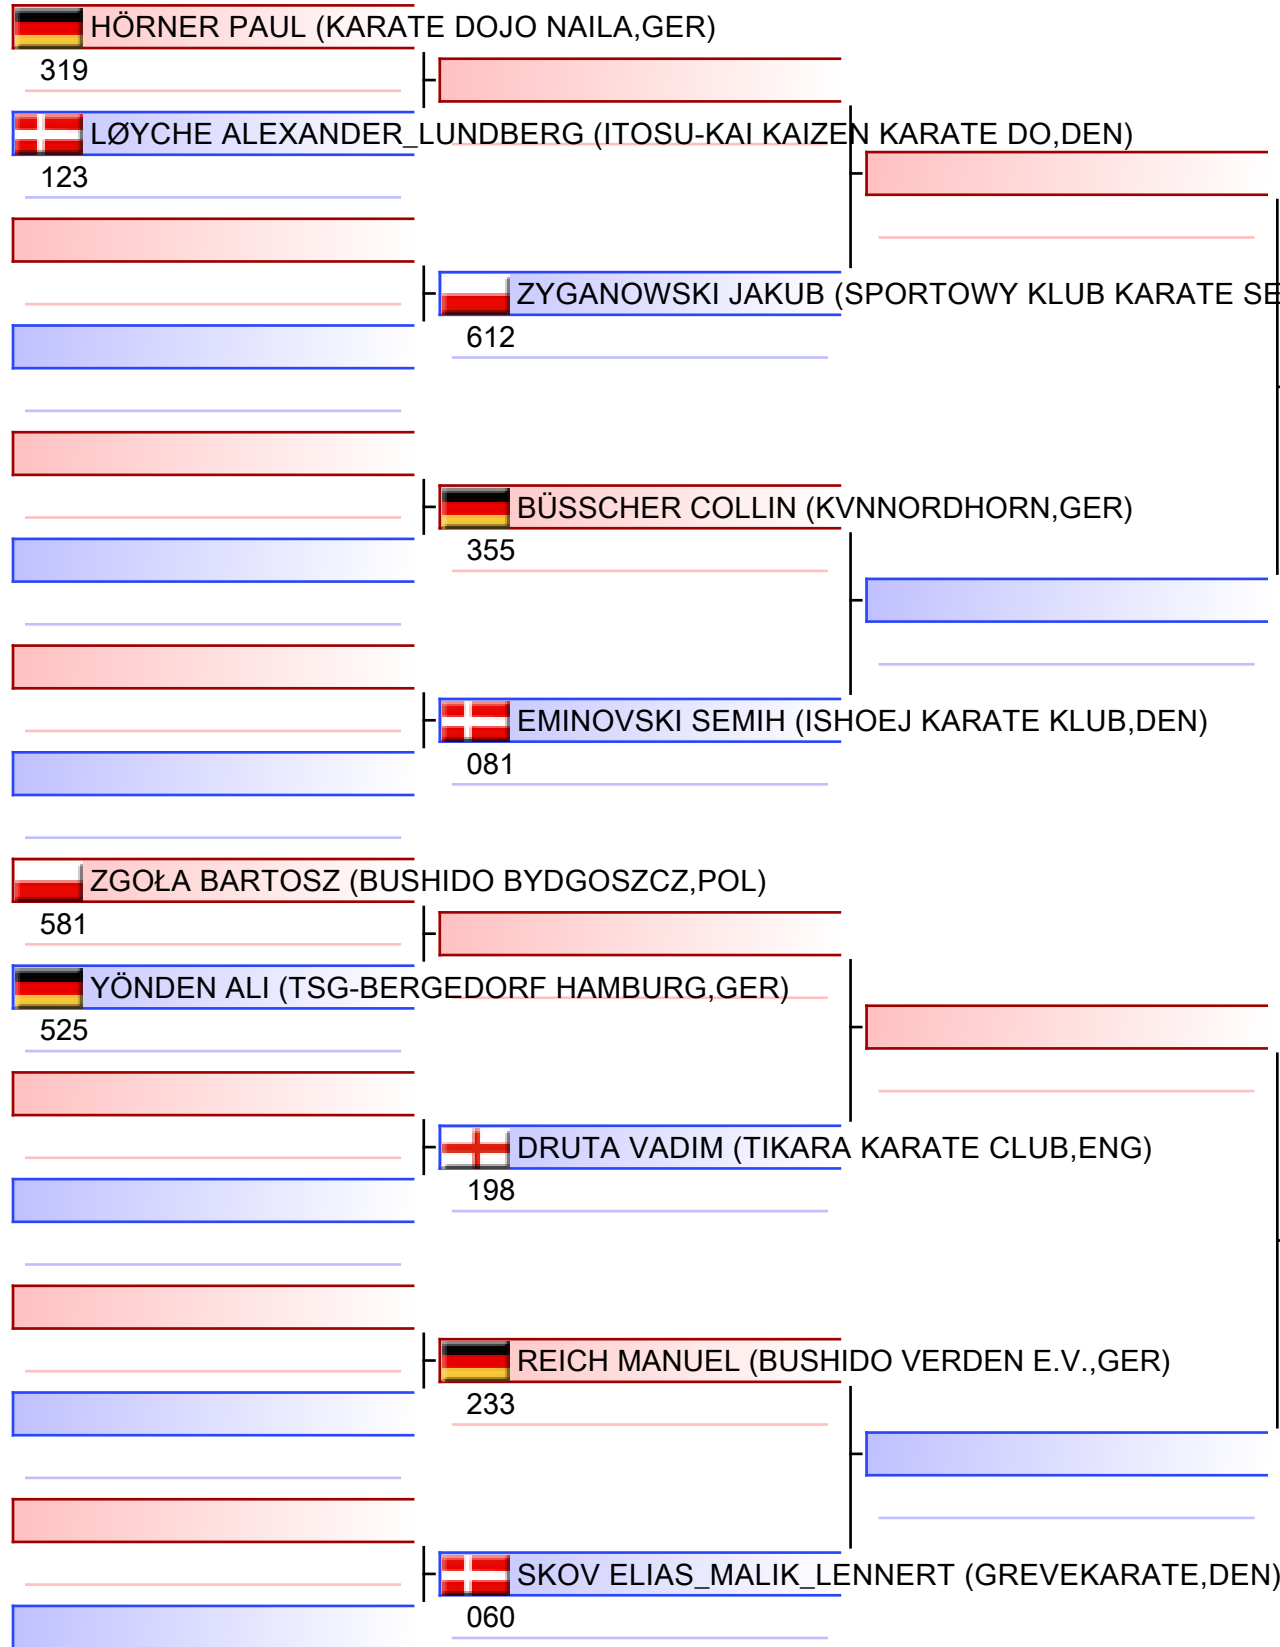 HÖRNER PAUL (KARATE DOJO NAILA,GER)
319
LØYCHE ALEXANDER_LUNDBERG (ITOSU-KAI KAIZEN KARATE DO,DEN)
123
ZYGANOWSKI JAKUB (SPORTOWY KLUB KARATE
612
BÜSSCHER COLLIN (KVNNORDHORN,GER)
355
EMINOVSKI SEMIH (ISHOEJ KARATE KLUB,DEN)
081
ZGOŁA BARTOSZ (BUSHIDO BYDGOSZCZ,POL)
581
YÖNDEN ALI (TSG-BERGEDORF HAMBURG,GER)
525
DRUTA VADIM (TIKARA KARATE CLUB,ENG)
198
REICH MANUEL (BUSHIDO VERDEN E.V.,GER)
233
SKOV ELIAS_MALIK_LENNERT (GREVEKARATE,DEN)
060